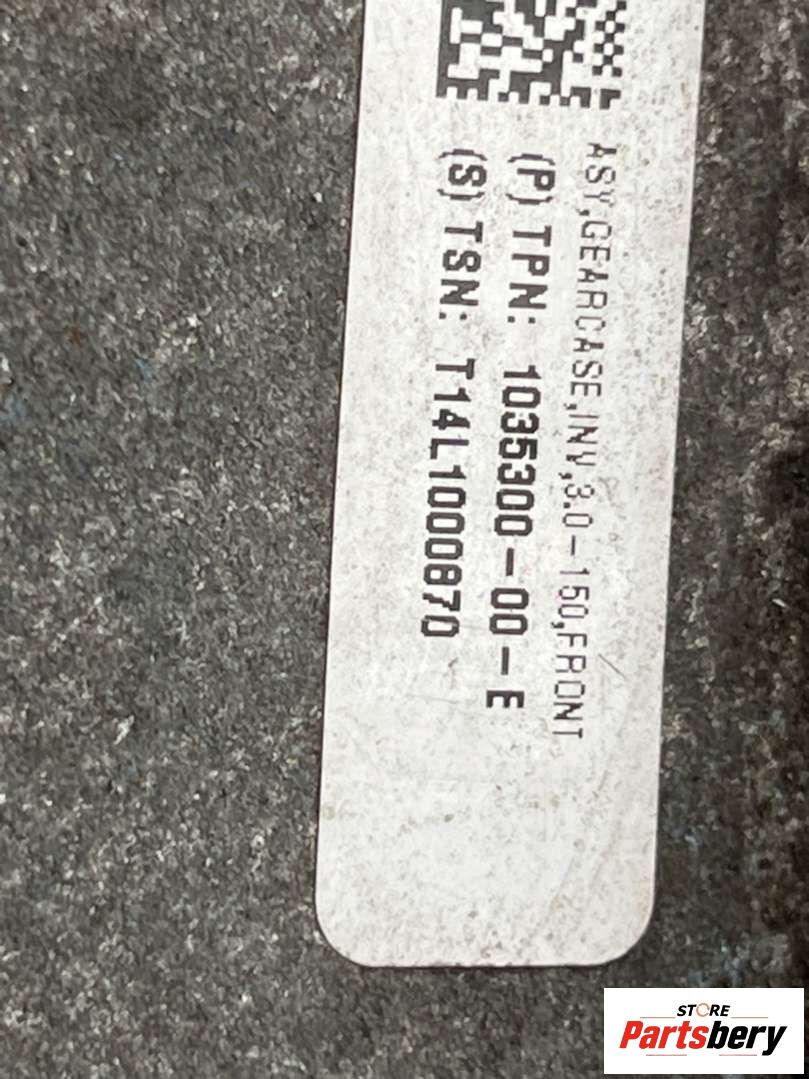 ASY,GEARCASE,INV,3.0-150,FRONT
(P) TPN: 1035300-00-E
(S) TSN: T14L1000870
STORE
Partsbery